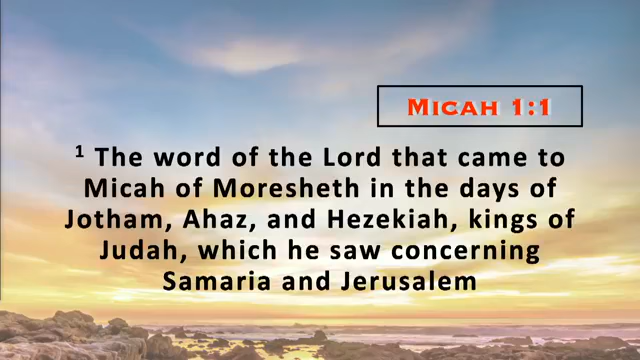 Micah 1:1
1 The word of the Lord that came to
Micah of Moresheth in the days of
Jotham, Ahaz, and Hezekiah, kings of
Judah, which he saw concerning
Samaria and Jerusalem